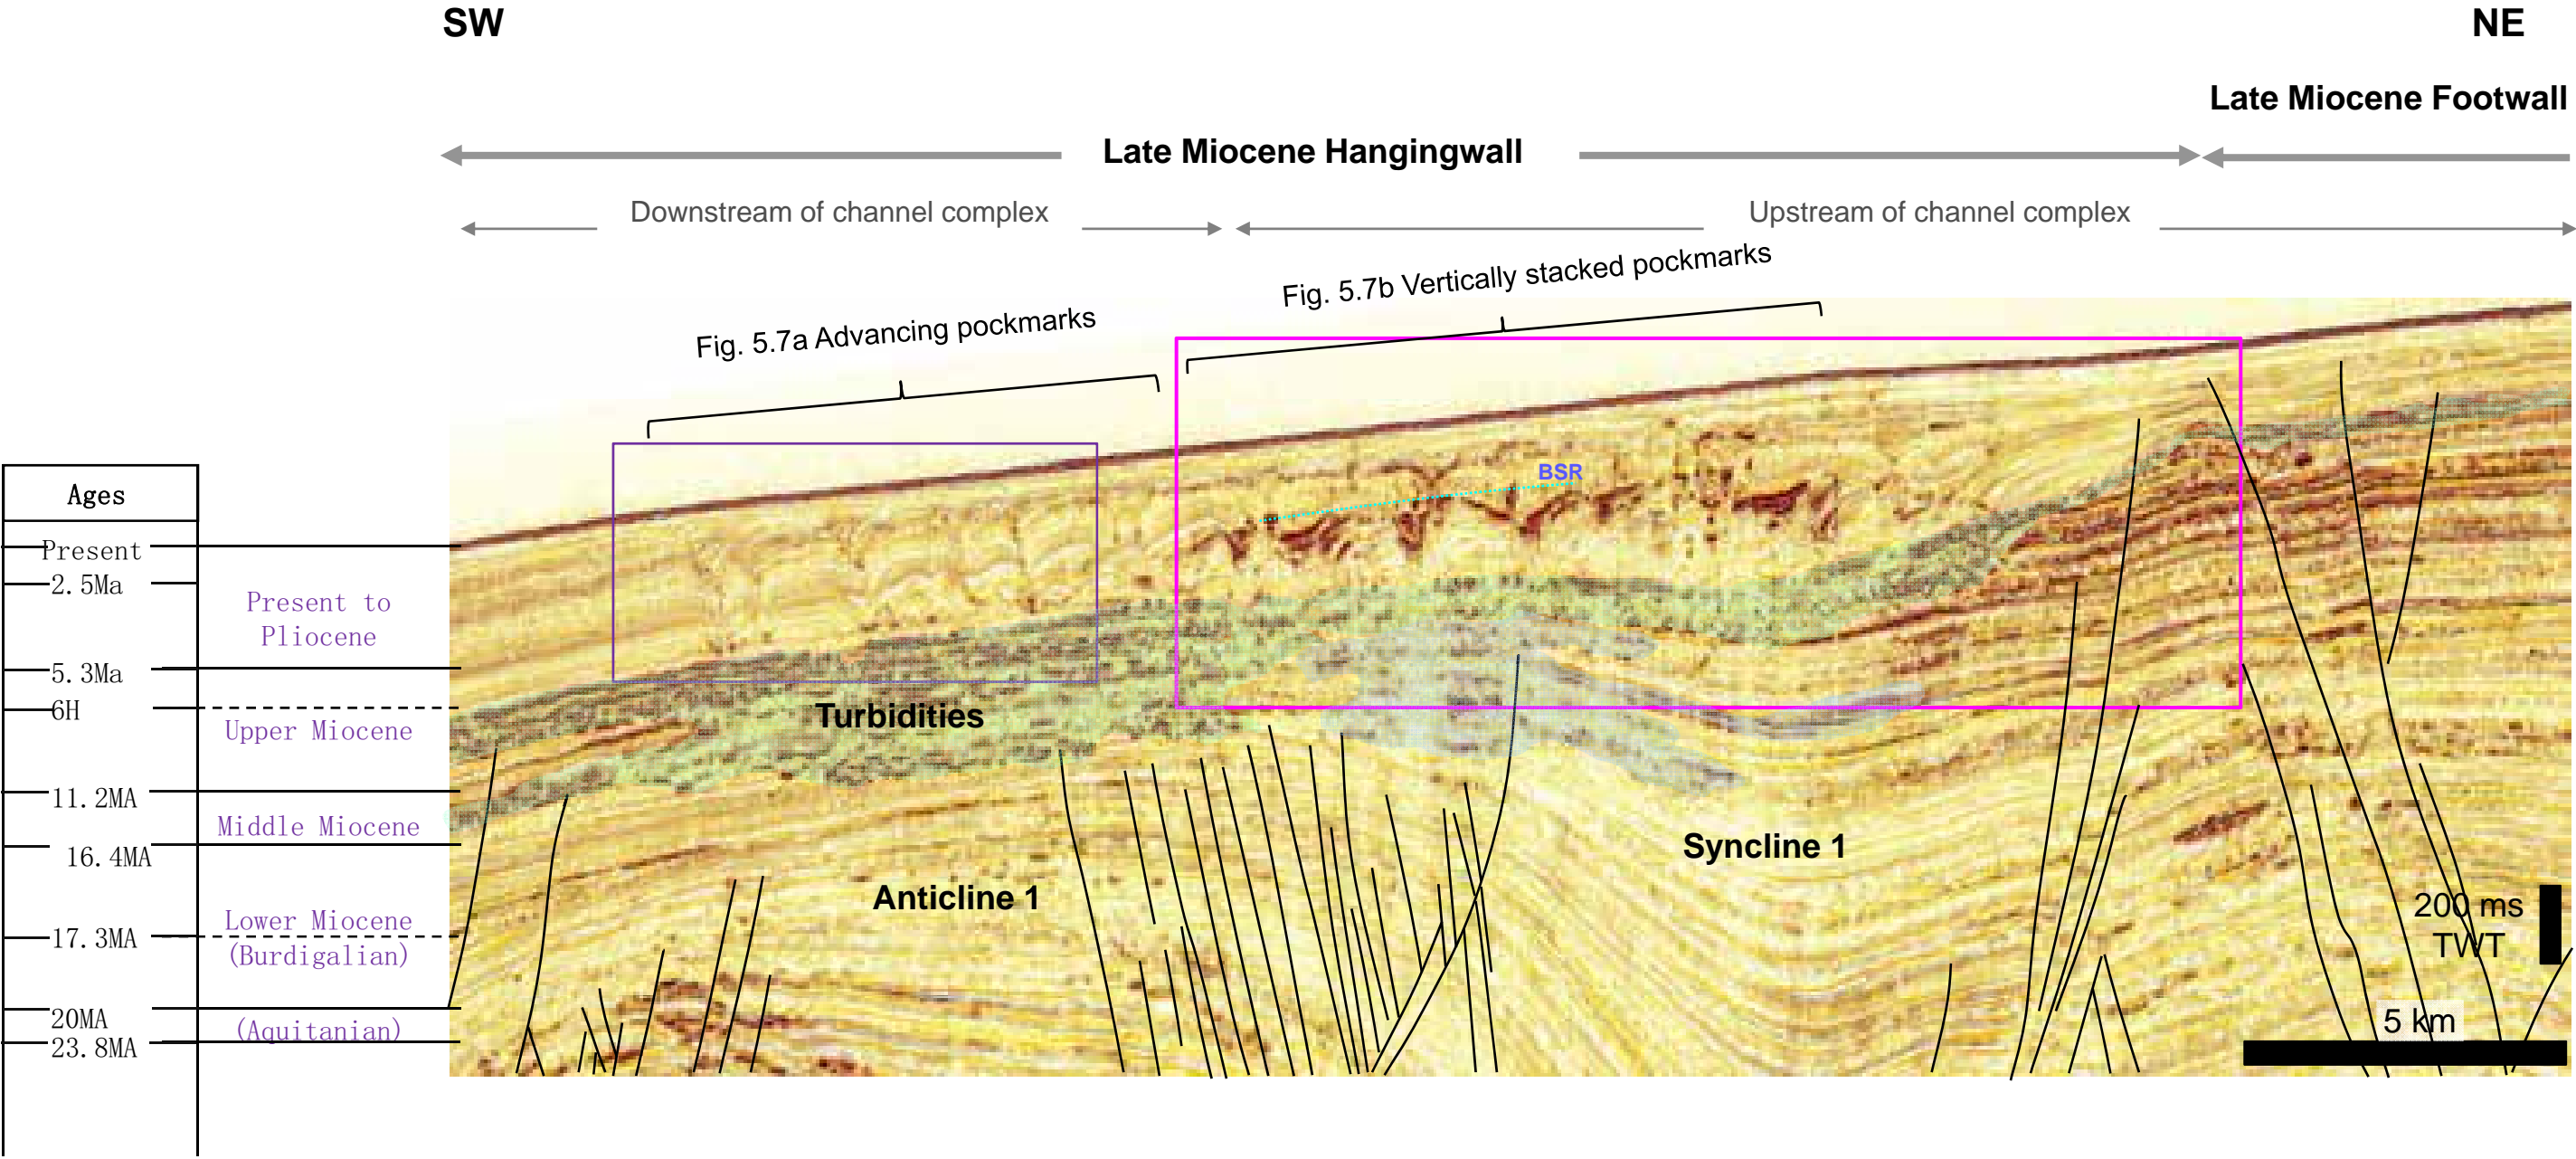 SW
NE
Late Miocene Footwall
Late Miocene Hangingwall
Downstream of channel complex
Upstream of channel complex
Fig. 5.7b Vertically stacked pockmarks
Fig. 5.7a Advancing pockmarks
BSR
Ages
Present
2.5Ma
Present to
Pliocene
5.3Ma
6H
Turbidities
Upper Miocene
11.2MA
Middle Miocene
16.4MA
Syncline 1
Anticline 1
200 ms
TWT
Lower Miocene
17.3MA
(Burdigalian)
20MA
(Aquitanian)
5 km
23.8MA